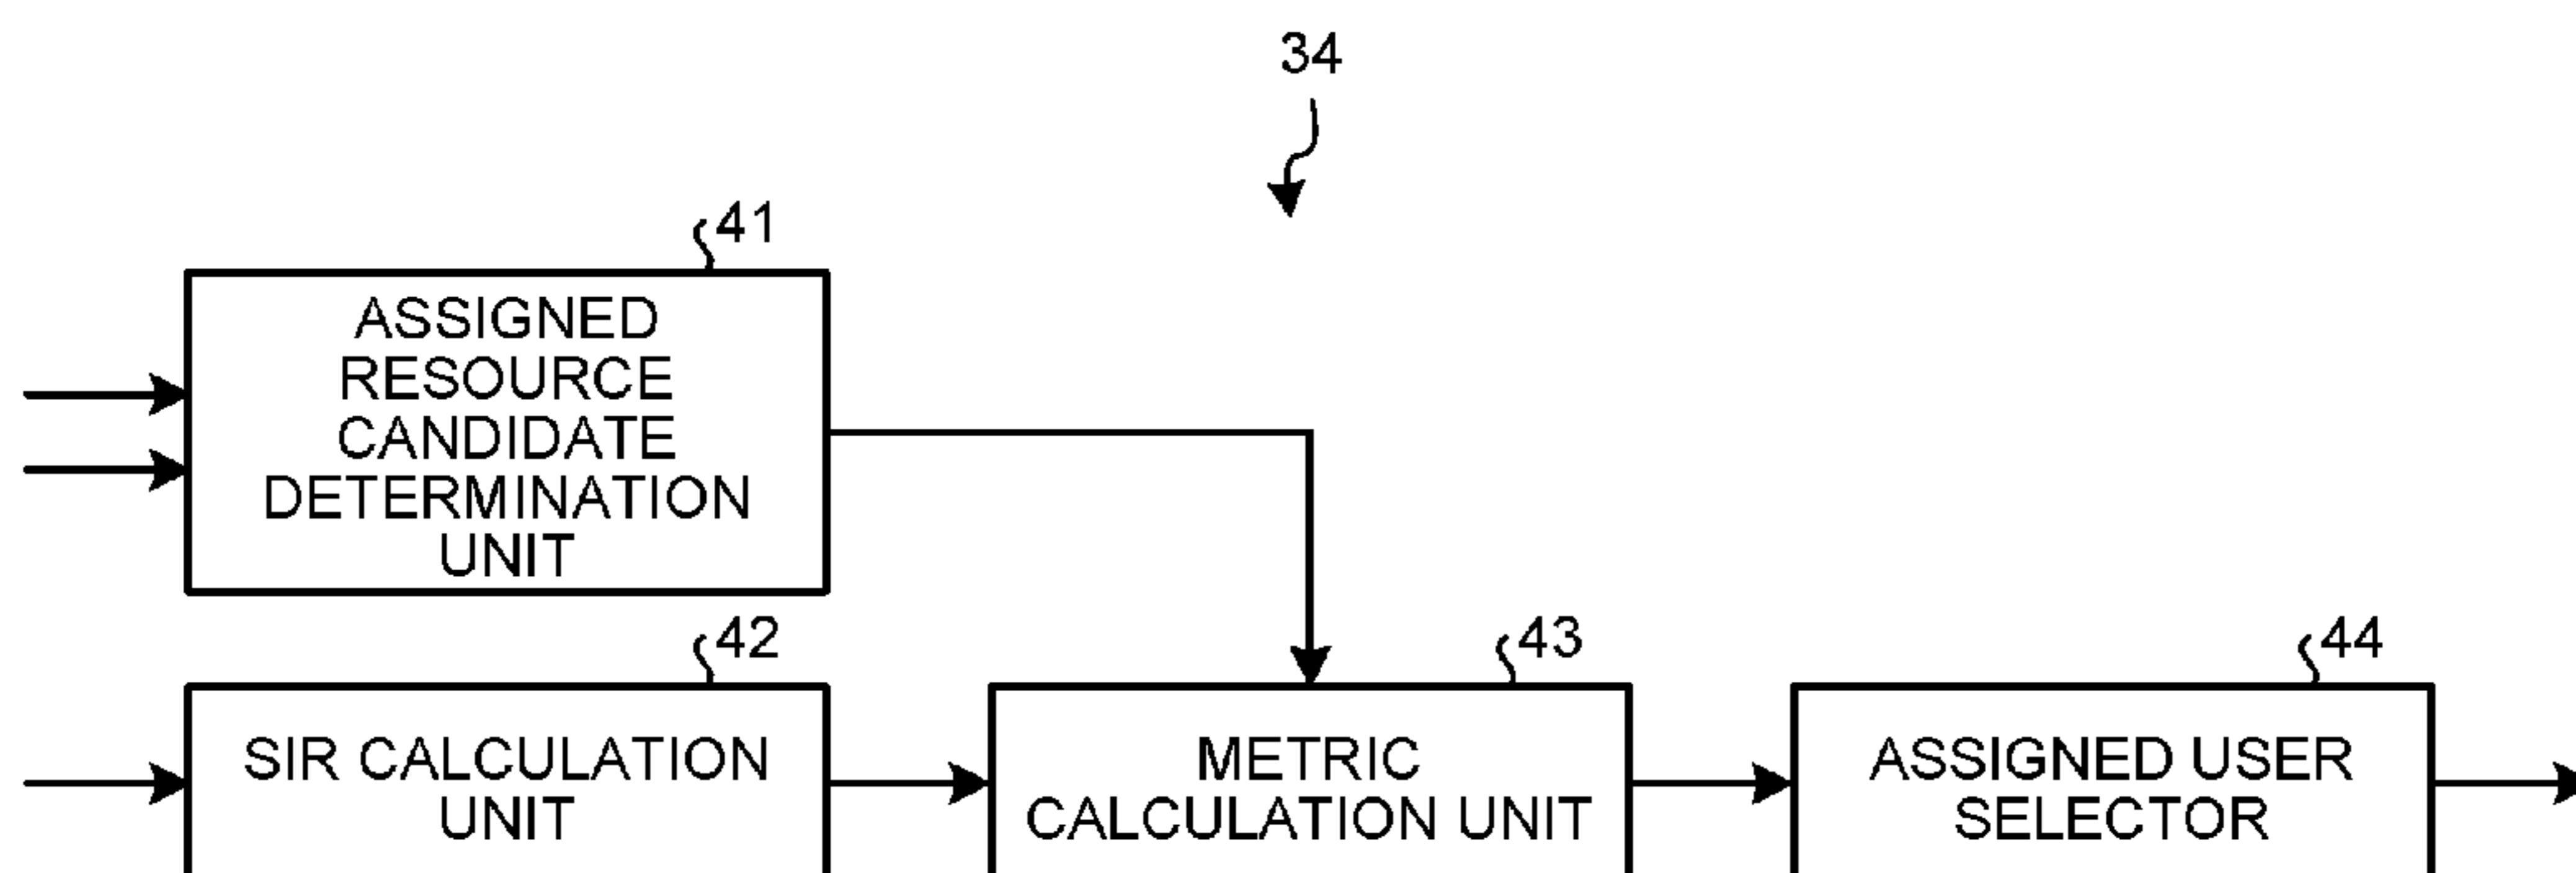 34
41
ASSIGNED
RESOURCE
CANDIDATE
DETERMINATION
UNIT
42
SIR CALCULATION
UNIT
43
METRIC
CALCULATION UNIT
44
ASSIGNED USER
SELECTOR